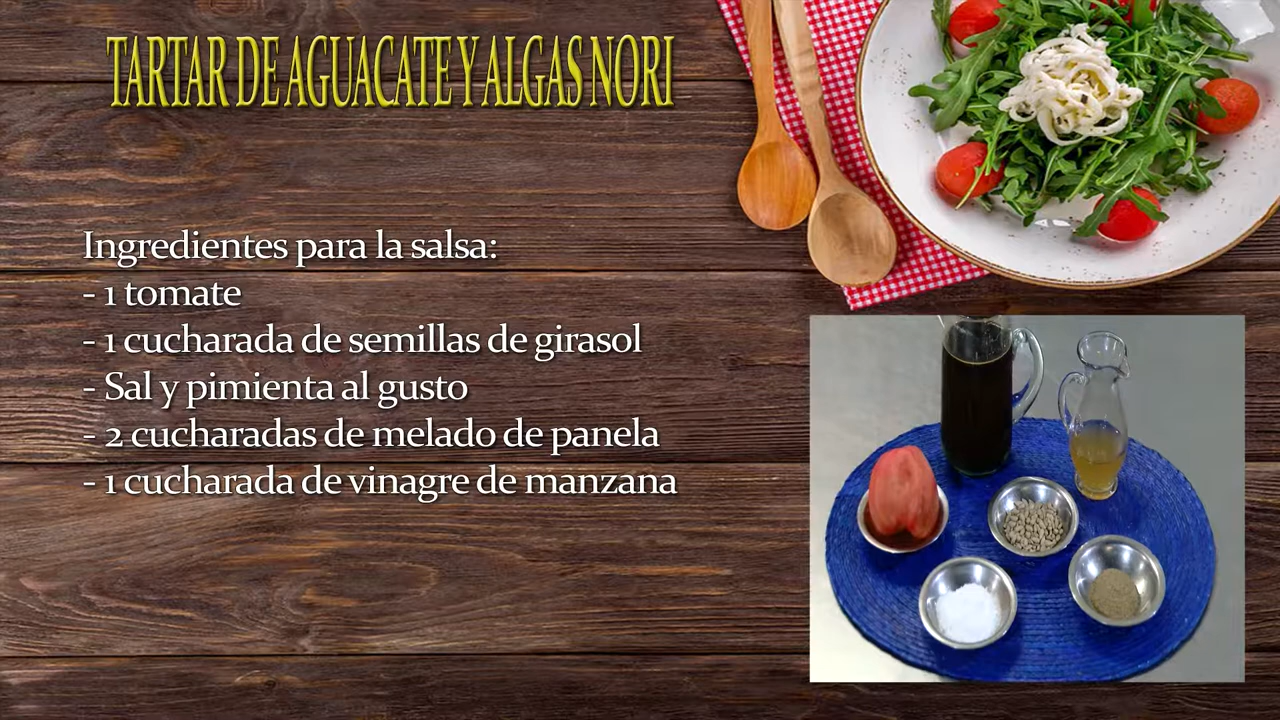 TARTAR DE AGUACATE Y ALGAS NORI
Ingredientes para la salsa:
- 1 tomate
- 1 cucharada de semillas de girasol
- Sal y pimienta al gusto
- 2 cucharadas de melado de panela
- 1 cucharada de vinagre de manzana